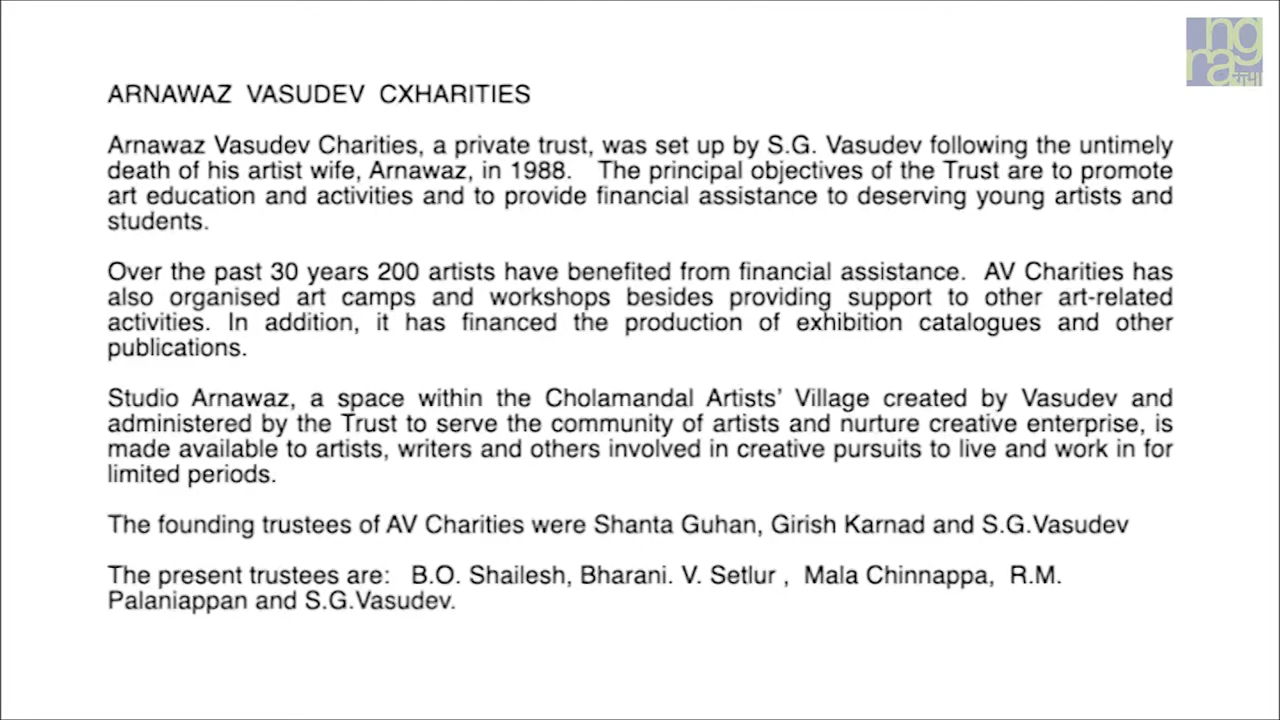 ng
ra
ARNAWAZ VASUDEV CXHARITIES
Arnawaz Vasudev Charities, a private trust, was set up by S.G. Vasudev following the untimely
death of his artist wife, Arnawaz, in 1988. The principal objectives of the Trust are to promote
art education and activities and to provide financial assistance to deserving young artists and
students.
Over the past 30 years 200 artists have benefited from financial assistance. AV Charities has
also organised art camps and workshops besides providing support to other art-related
activities. In addition, it has financed the production of exhibition catalogues and other
publications.
Studio Arnawaz, a space within the Cholamandal Artists’ Village created by Vasudev and
administered by the Trust to serve the community of artists and nurture creative enterprise, is
made available to artists, writers and others involved in creative pursuits to live and work in for
limited periods.
The founding trustees of AV Charities were Shanta Guhan, Girish Karnad and S.G.Vasudev
The present trustees are: B.O. Shailesh, Bharani. V. Setlur , Mala Chinnappa, R.M.
Palaniappan and S.G.Vasudev.